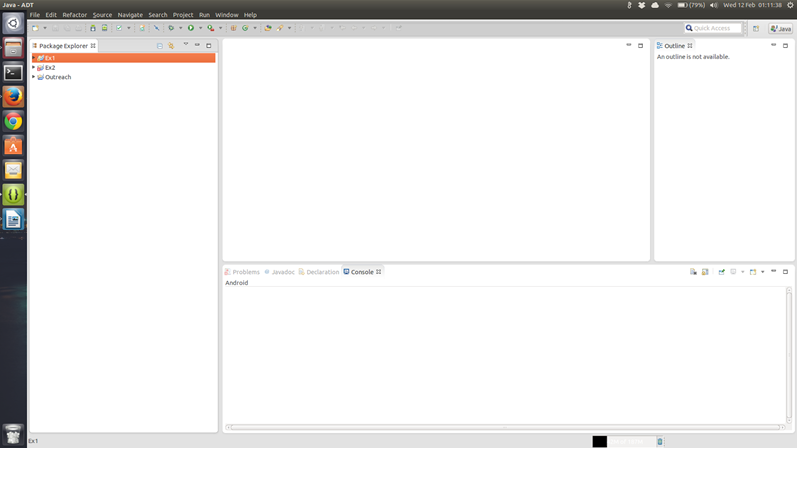 Java - ADT
(79%)
Wed 12 Feb 01:11:38
File Edit Refactor Source Navigate Search Project Run Window Help
Quick Access
Java
Package Explorer
Ex1
Ex2
Outreach
Outline
An outline is not available.
Problems
Javadoc
Declaration
Console
Android
Ex1